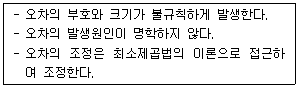 - 오차의 부호와 크기가 불규칙하게 발생한다.
- 오차의 발생원인이 명학하지 않다.
- 오차의 조정은 최소제곱법의 이론으로 접근하
여 조정한다.